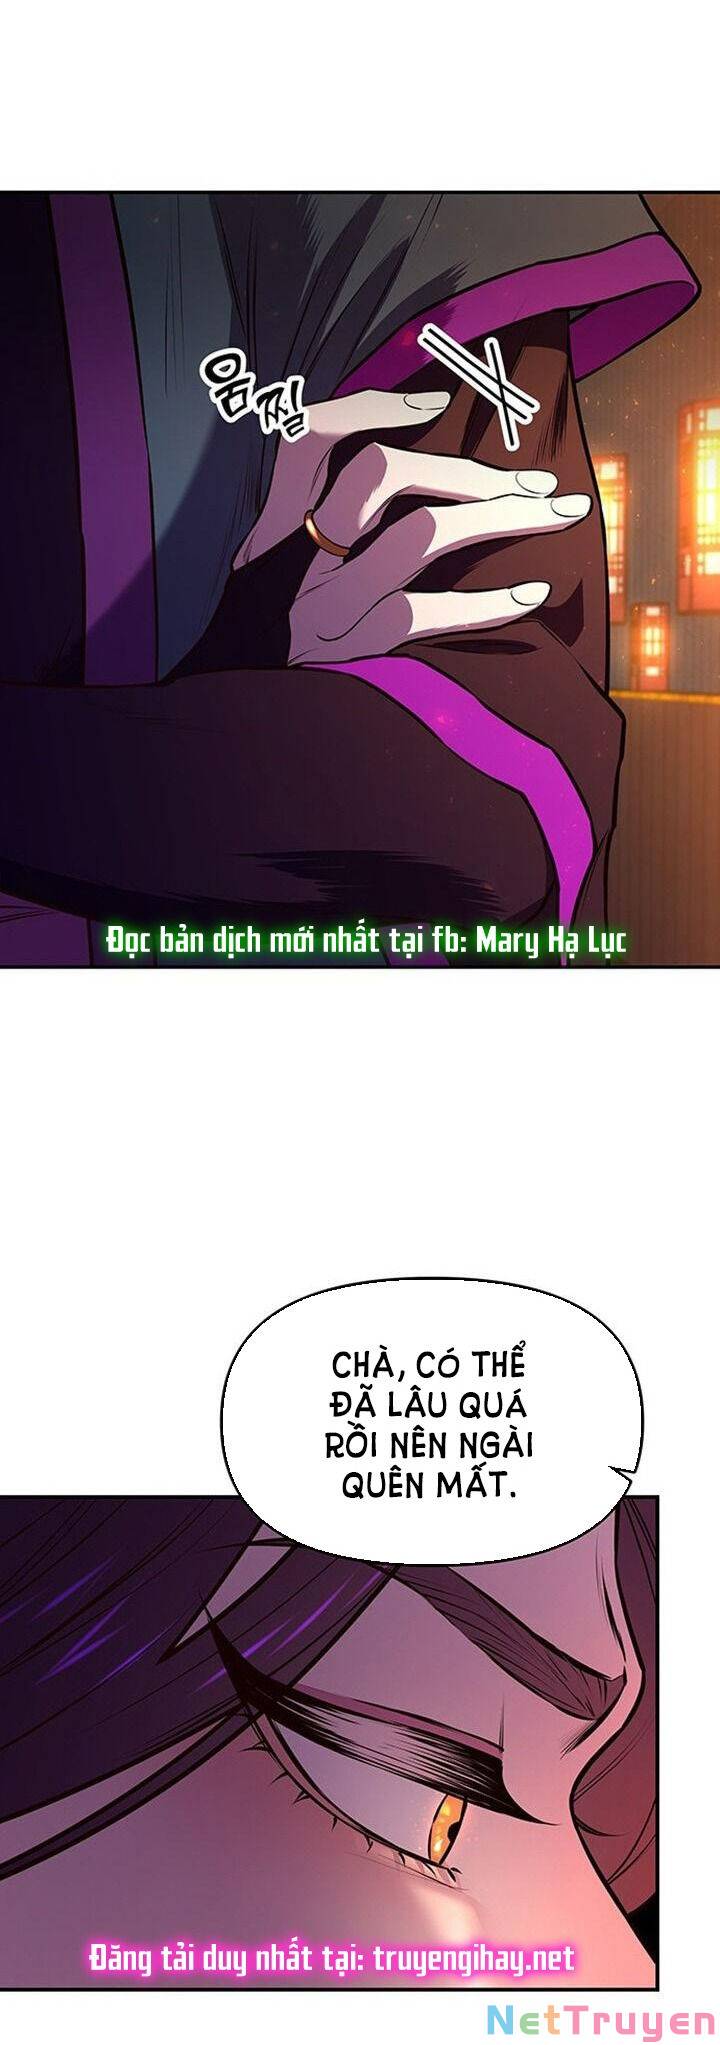 움찔
Đọc bản dịch mới nhất tại fb: Mary Hạ Lục
CHÀ, CÓ THỂ
ĐÃ LÂU QUÁ
RỒI NÊN NGÀI
QUÊN MẤT.
Đăng tải duy nhất tại: truyengihay.net
NetTruyen